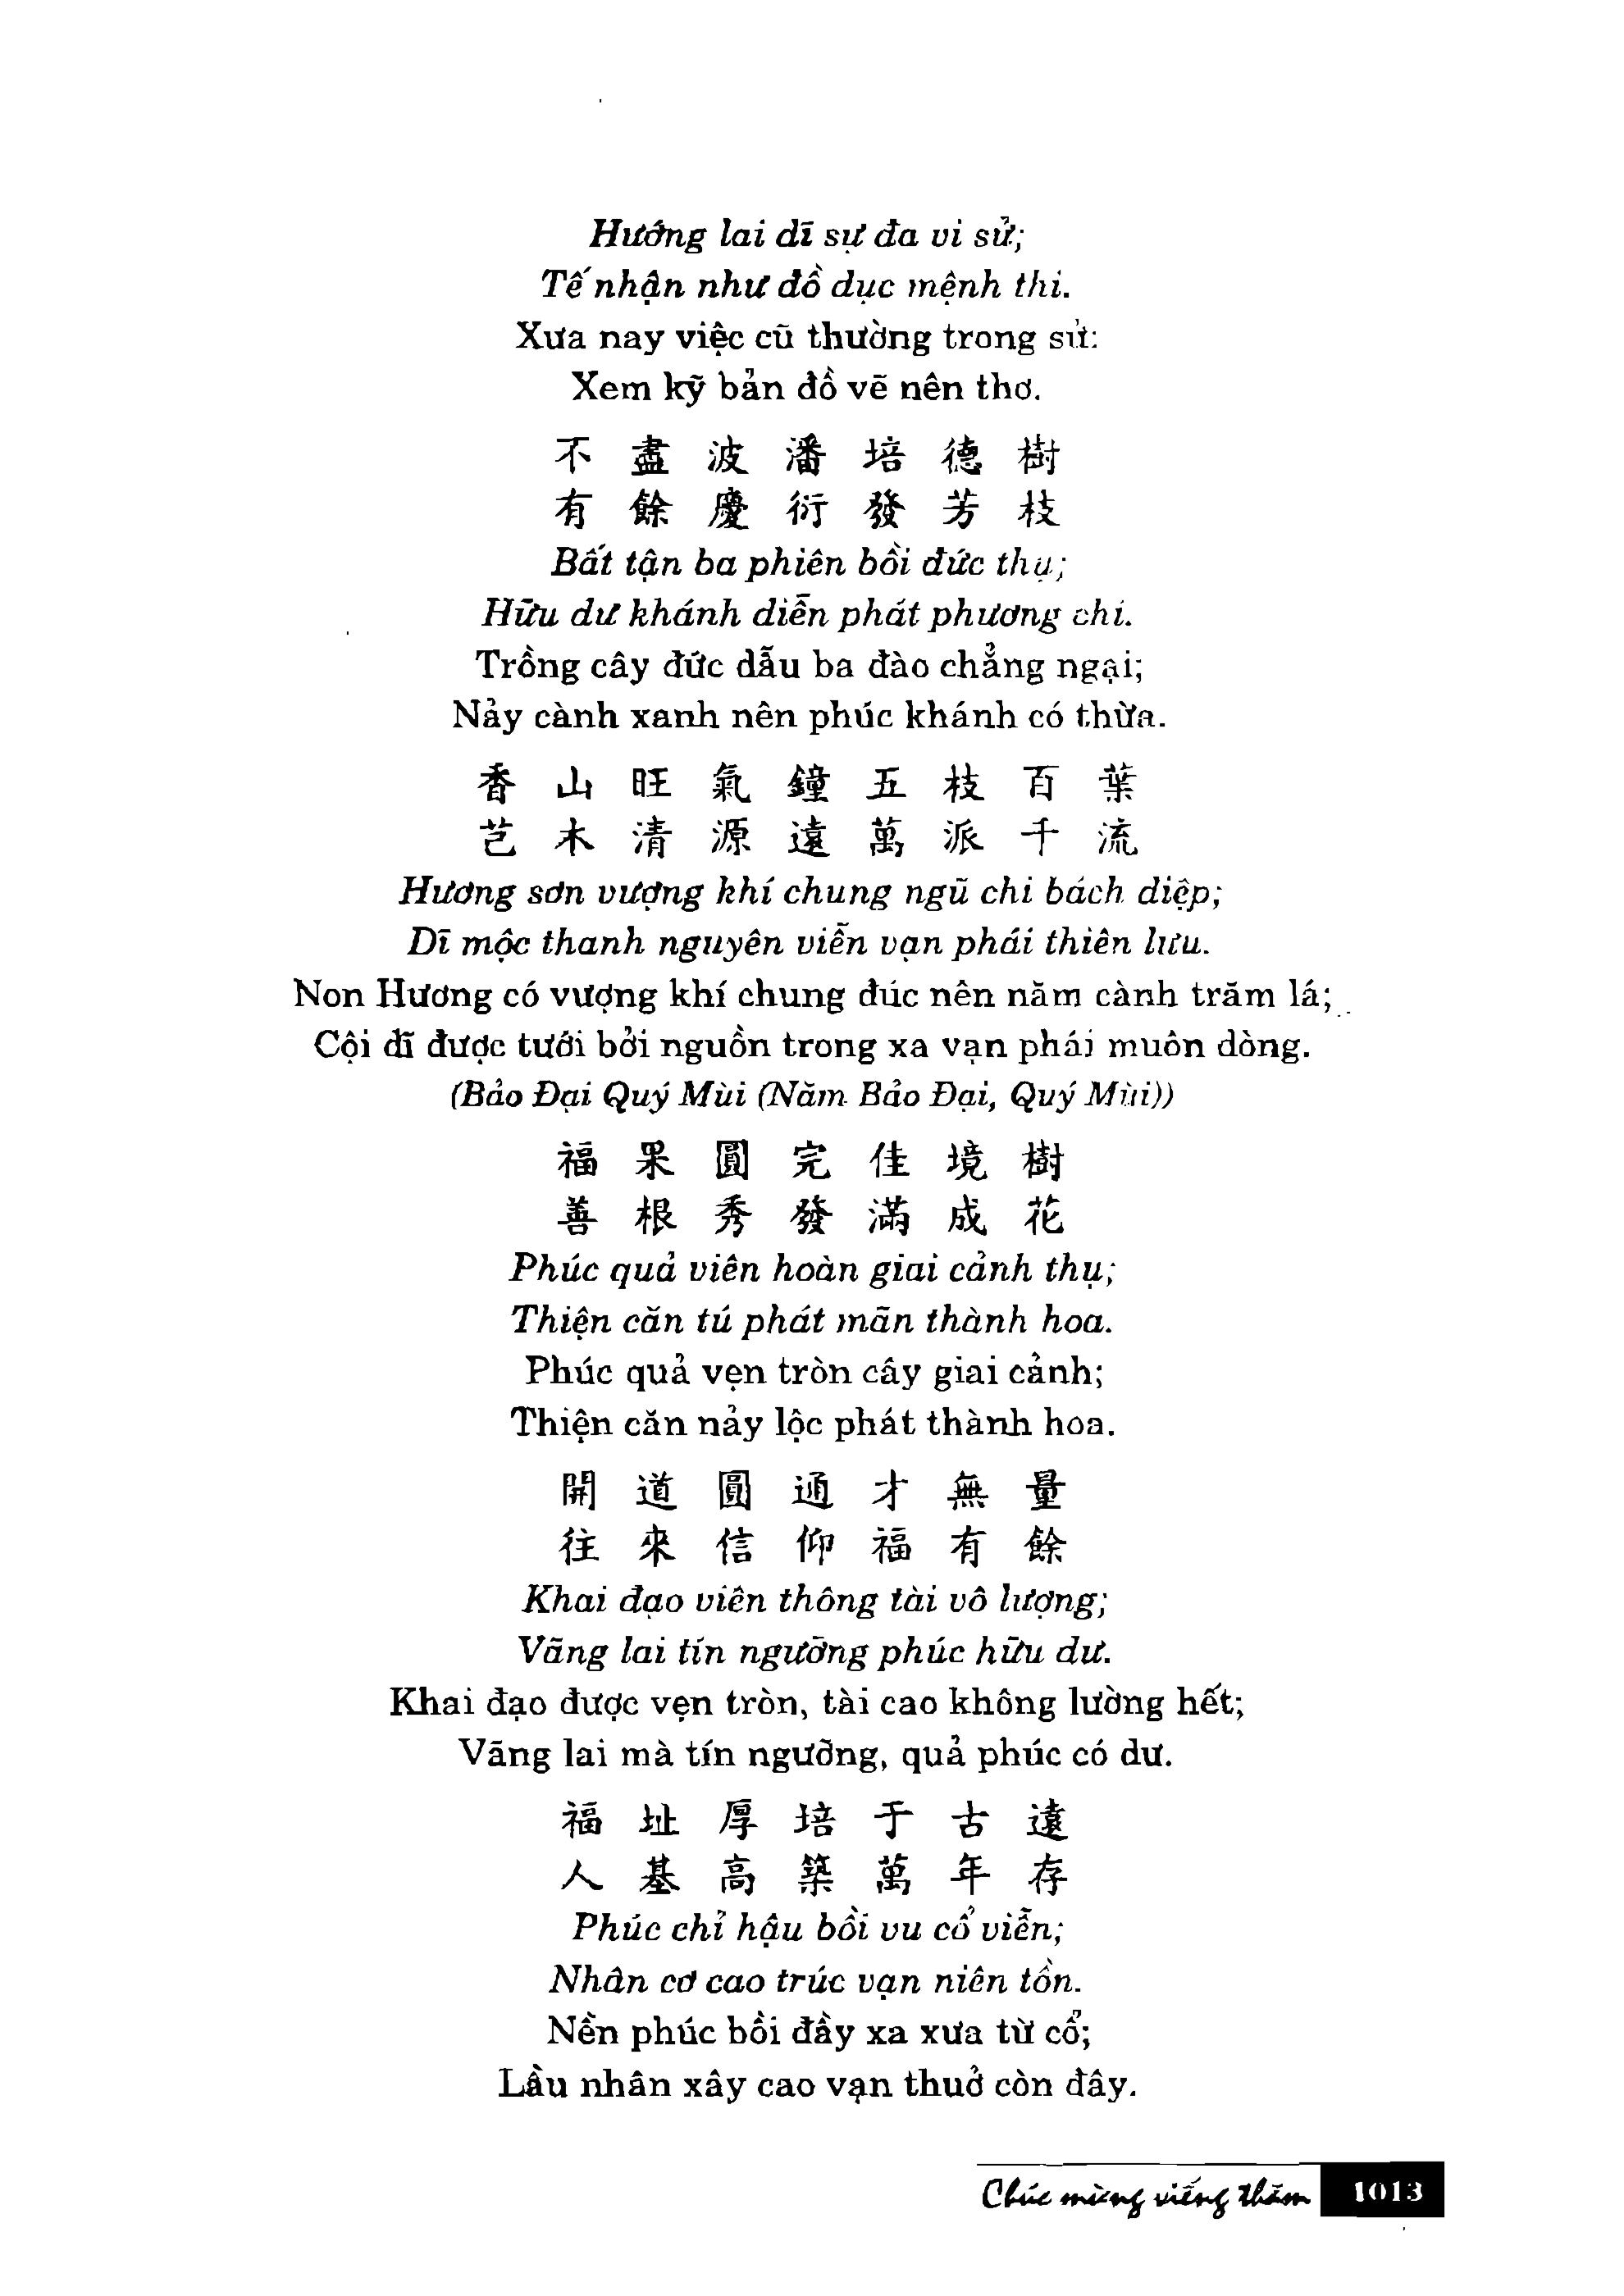 Hướng lai dĩ sự đa vi sử;
Tế nhận như đồ dục mệnh thi.
Xưa nay việc cũ thường trong sử:
Xem kỹ bản đồ vẽ nên thơ.
不 盡 波 潘 培 德 樹
有 餘 慶 衍 發 芳 枝
Bất tận ba phiên bồi đức thụ;
Hữu dư khánh diễn phát phương chi.
Trồng cây đức dẫu ba đào chẳng ngại;
Nảy cành xanh nên phúc khánh có thừa.
香 山 旺 氣 鐘 五 枝 百 葉
芑 木 清 源 遠 萬 派 千 流
Hương sơn vượng khí chung ngũ chi bách diệp;
Dĩ mộc thanh nguyên viễn vạn phái thiên lưu.
Non Hương có vượng khí chung đúc nên năm cành trăm lá;
Cội dĩ được tưới bởi nguồn trong xa vạn phái muôn dòng.
(Bảo Đại Quý Mùi (Năm Bảo Đại, Quý Mùi))
福 果 圓 完 佳 境 樹
善 根 秀 發 滿 成 花
Phúc quả viên hoàn giai cảnh thụ;
Thiện căn tú phát mãn thành hoa.
Phúc quả vẹn tròn cây giai cảnh;
Thiện căn nảy lộc phát thành hoa.
開 道 圓 通 才 無 量
往 來 信 仰 福 有 餘
Khai đạo viên thông tài vô lượng;
Vãng lai tín ngưỡng phúc hữu dư.
Khai đạo được vẹn tròn, tài cao không lường hết;
Vãng lai mà tín ngưỡng, quả phúc có dư.
福 址 厚 培 于 古 遠
人 基 高 築 萬 年 存
Phúc chỉ hậu bồi vu cổ viễn;
Nhân cơ cao trúc vạn niên tồn.
Nền phúc bồi đầy xa xưa từ cổ;
Lầu nhân xây cao vạn thuở còn đây.
Chúc mừng viếng thăm 1013